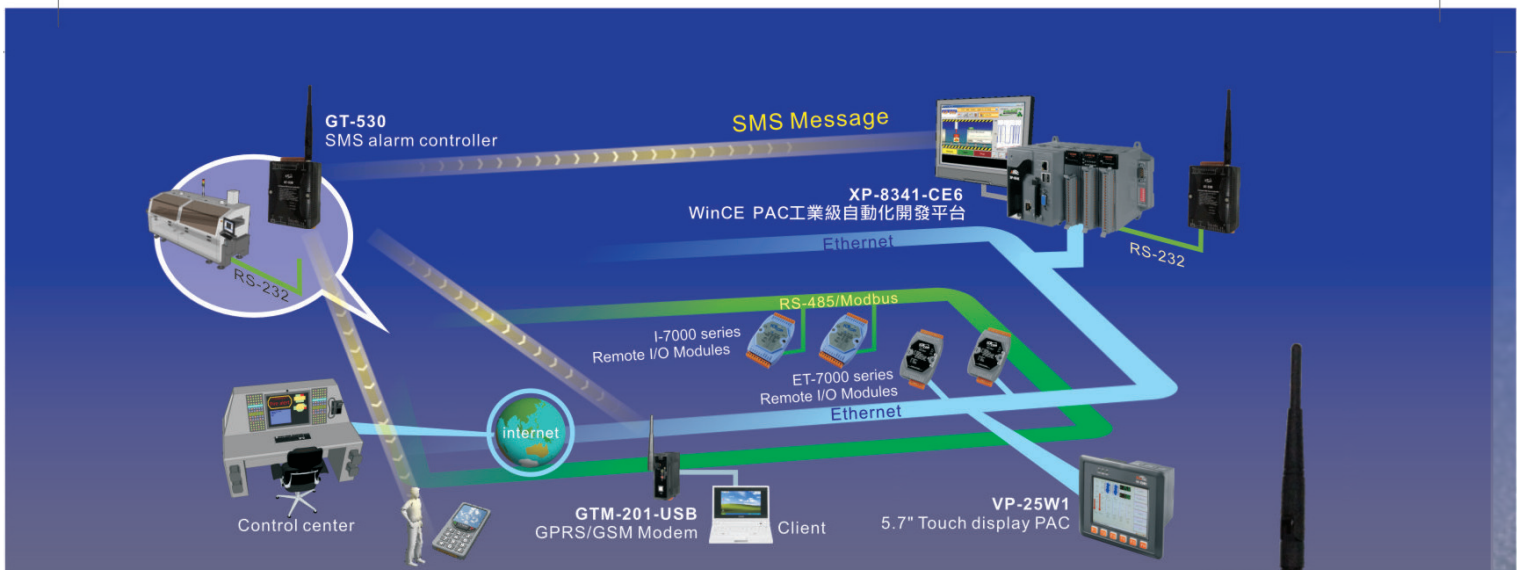 GT-530
SMS alarm controller
SMS Message
RS-232
XP-8341-CE6
WinCE PAC工業級自動化開發平台
Ethernet
RS-232
RS-485/Modbus
I-7000 series
Remote I/O Modules
ET-7000 series
Remote I/O Modules
Ethernet
internet
Control center
GTM-201-USB
GPRS/GSM Modem
Client
VP-25W1
5.7" Touch display PAC